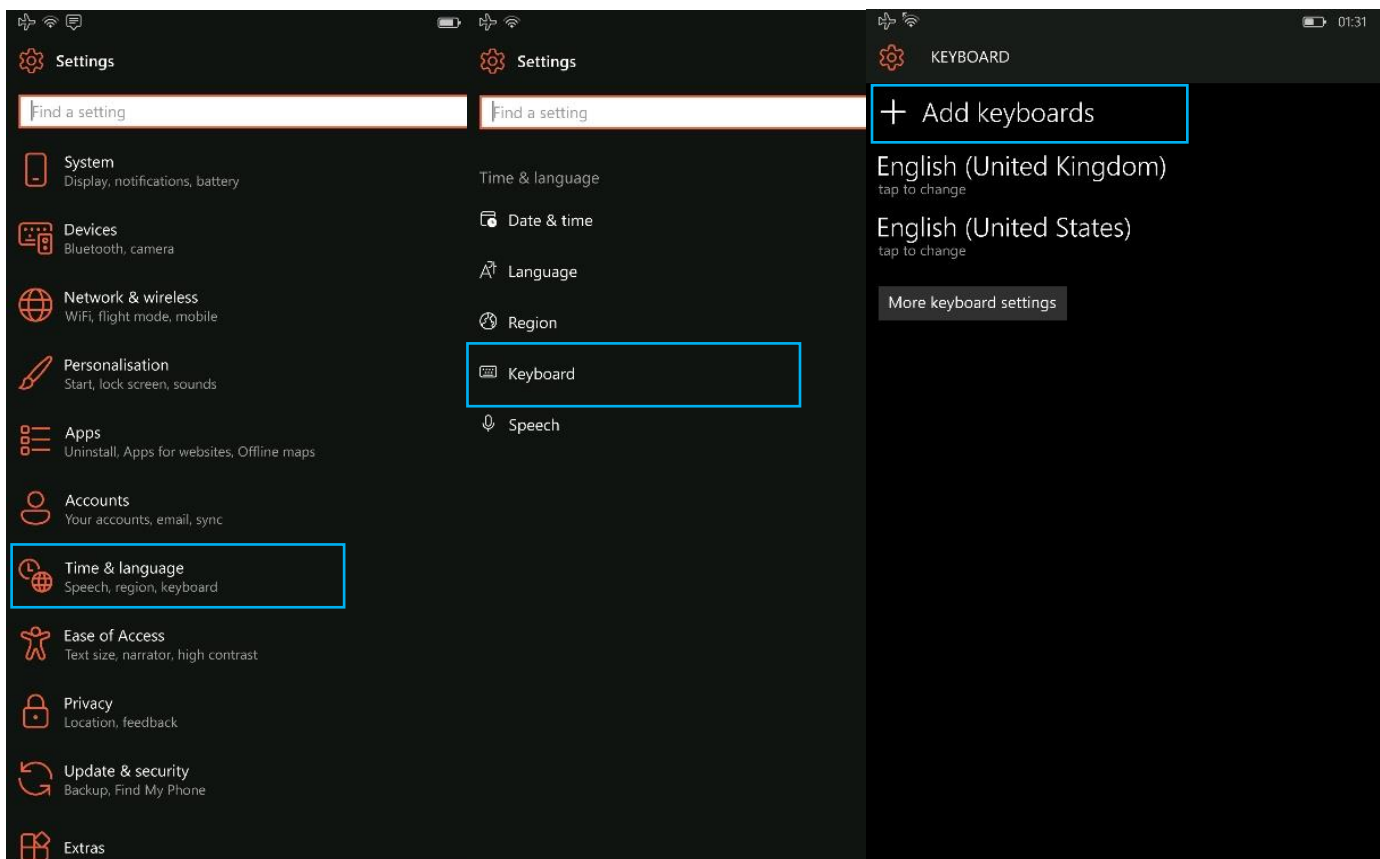 Settings
Find a setting
System
Display, notifications, battery
Devices
Bluetooth, camera
Network & wireless
WiFi, flight mode, mobile
Personalisation
Start, lock screen, sounds
Apps
Uninstall, Apps for websites, Offline maps
Accounts
Your accounts, email, sync
Time & language
Speech, region, keyboard
Ease of Access
Text size, narrator, high contrast
Privacy
Location, feedback
Update & security
Backup, Find My Phone
Extras
Settings
Find a setting
Time & language
Date & time
Language
Region
Keyboard
Speech
01:31
KEYBOARD
+ Add keyboards
English (United Kingdom)
tap to change
English (United States)
tap to change
More keyboard settings